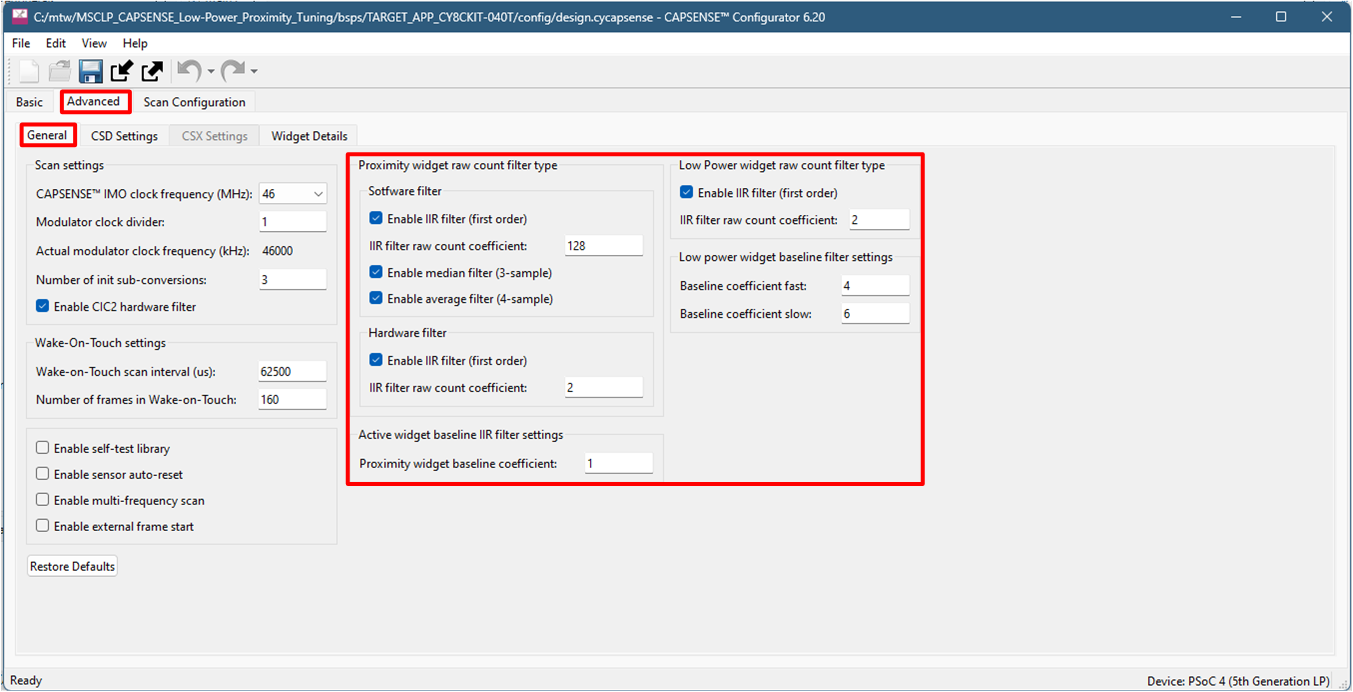 C:/mtw/MSCLP_CAPSENSE_Low-Power_Proximity_Tuning/bsps/TARGET_APP_CY8CKIT-040T/config/design.cycapsense - CAPSENSE™ Configurator 6.20
File Edit View Help
Basic Advanced Scan Configuration
General CSD Settings CSX Settings Widget Details
Scan settings
CAPSENSE™ IMO clock frequency (MHz): 46
Modulator clock divider: 1
Actual modulator clock frequency (kHz): 46000
Number of init sub-conversions: 3
Enable CIC2 hardware filter
Wake-On-Touch settings
Wake-on-Touch scan interval (us): 62500
Number of frames in Wake-on-Touch: 160
Enable self-test library
Enable sensor auto-reset
Enable multi-frequency scan
Enable external frame start
Restore Defaults
Proximity widget raw count filter type
Sotfware filter
Enable IIR filter (first order)
IIR filter raw count coefficient: 128
Enable median filter (3-sample)
Enable average filter (4-sample)
Hardware filter
Enable IIR filter (first order)
IIR filter raw count coefficient: 2
Active widget baseline IIR filter settings
Proximity widget baseline coefficient: 1
Low Power widget raw count filter type
Enable IIR filter (first order)
IIR filter raw count coefficient: 2
Low power widget baseline filter settings
Baseline coefficient fast: 4
Baseline coefficient slow: 6
Ready
Device: PSoC 4 (5th Generation LP)